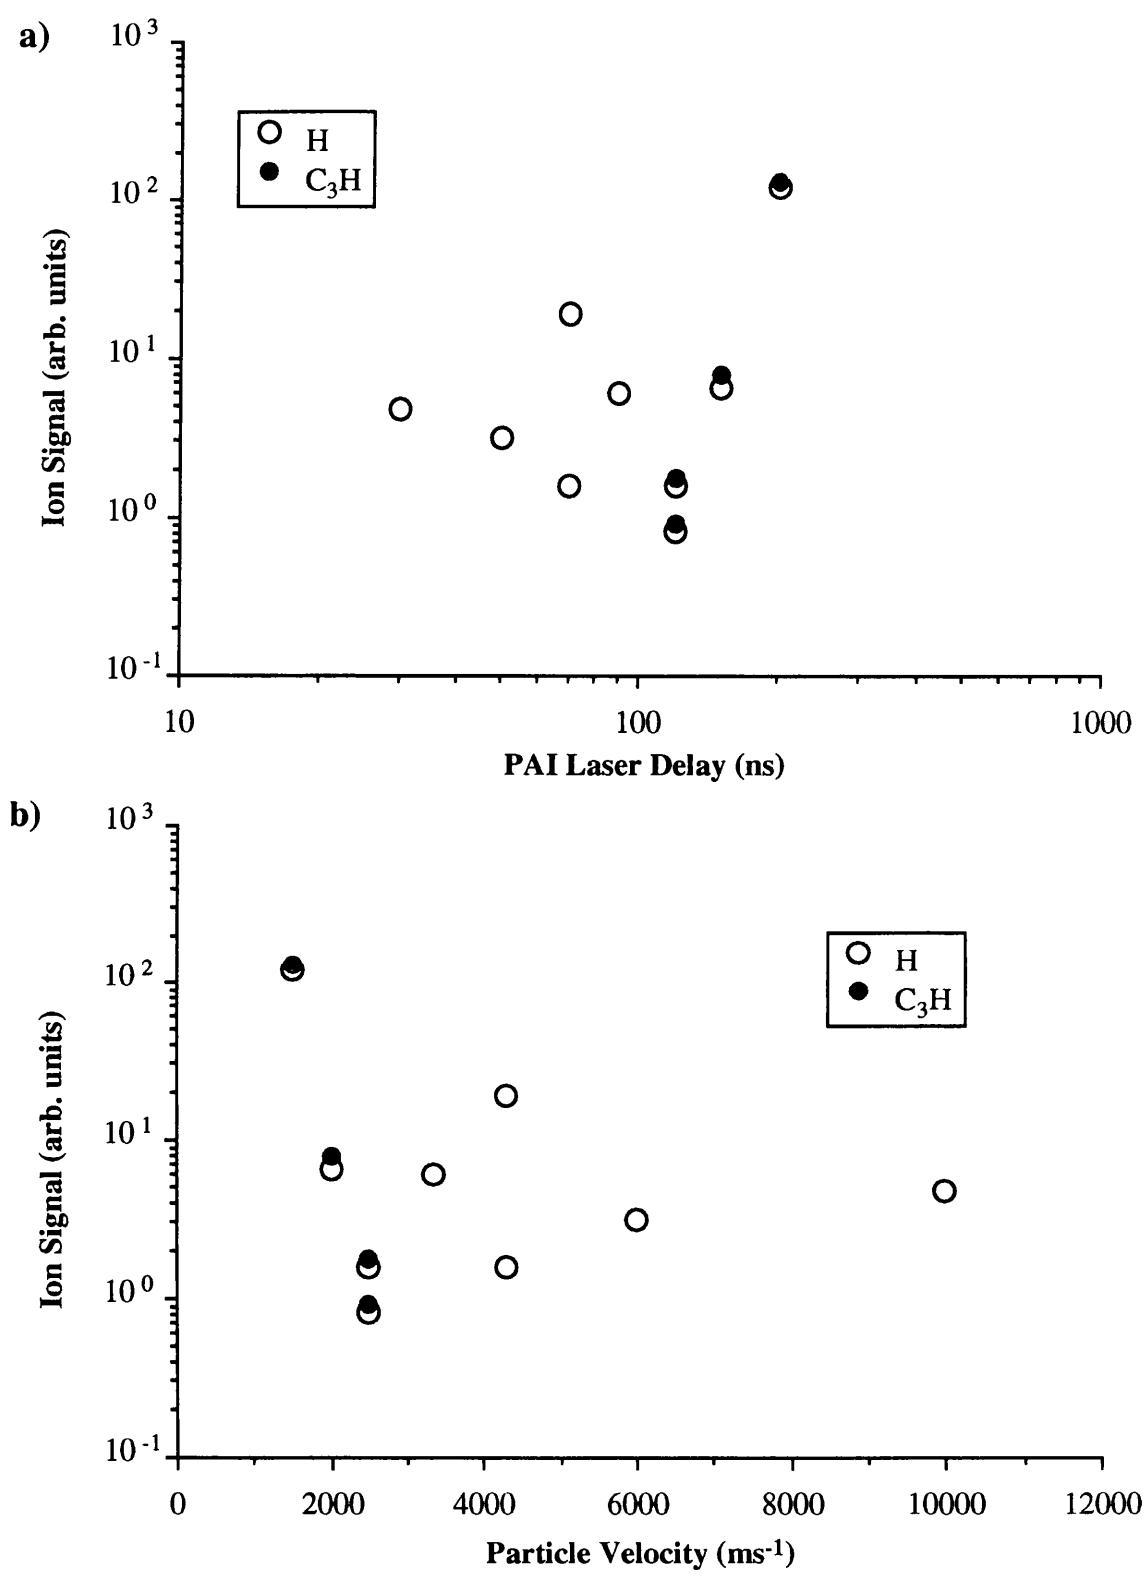 a)
10³
H
C₃H
10²
10¹
10⁰
10⁻¹
Ion Signal (arb. units)
10 100 1000
PAI Laser Delay (ns)
b)
10³
H
C₃H
10²
10¹
10⁰
10⁻¹
Ion Signal (arb. units)
0 2000 4000 6000 8000 10000 12000
Particle Velocity (ms⁻¹)